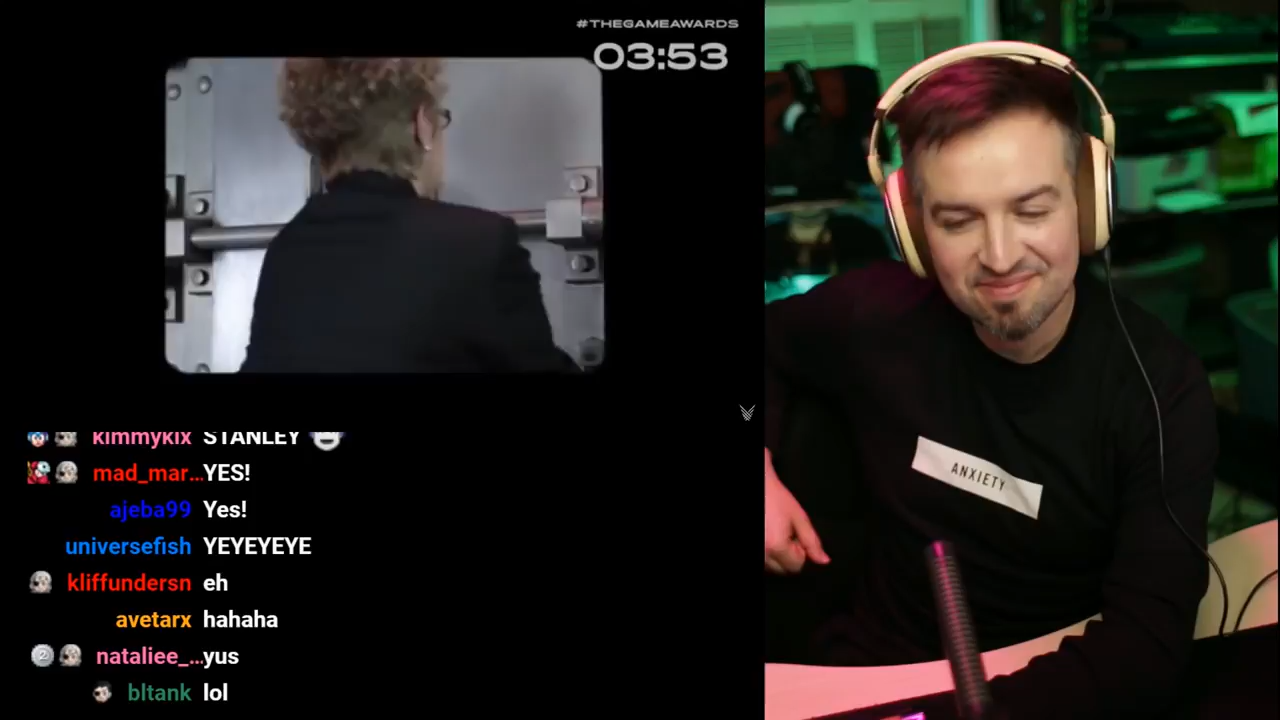 #THEGAMEAWARDS
03:53
kimmykix STANLEY
mad_mar... YES!
ajeba99 Yes!
universefish YEYEYEYE
kliffundersn eh
avetarx hahaha
2 nataliee_... yus
bltank lol
ANXIETY